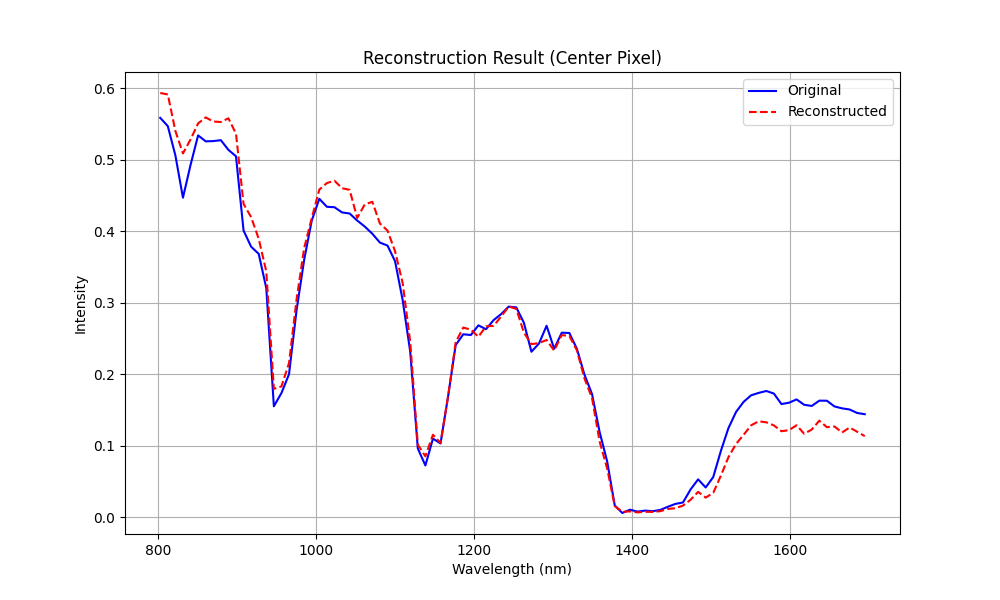 Reconstruction Result (Center Pixel)
Original
Reconstructed
0.6
0.5
0.4
0.3
0.2
0.1
0.0
Intensity
800
1000
1200
1400
1600
Wavelength (nm)